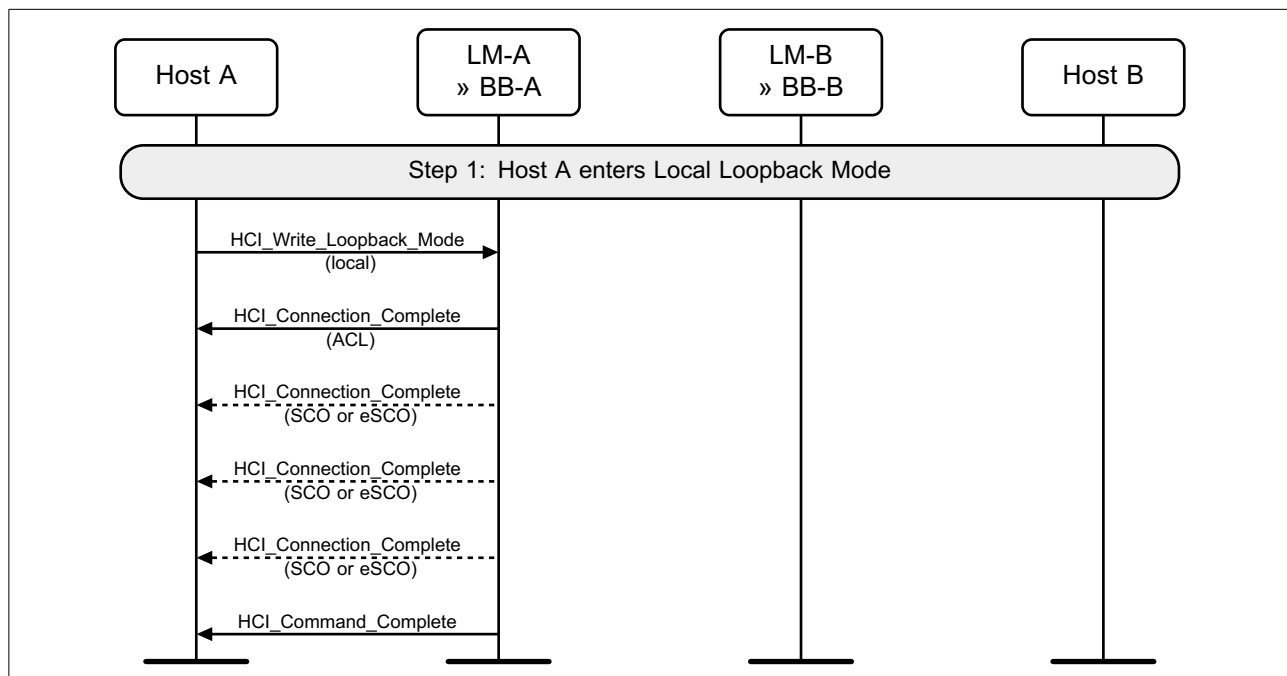 Host A
LM-A
» BB-A
LM-B
» BB-B
Host B
Step 1: Host A enters Local Loopback Mode
HCI_Write_Loopback_Mode
(local)
HCI_Connection_Complete
(ACL)
HCI_Connection_Complete
(SCO or eSCO)
HCI_Connection_Complete
(SCO or eSCO)
HCI_Connection_Complete
(SCO or eSCO)
HCI_Command_Complete